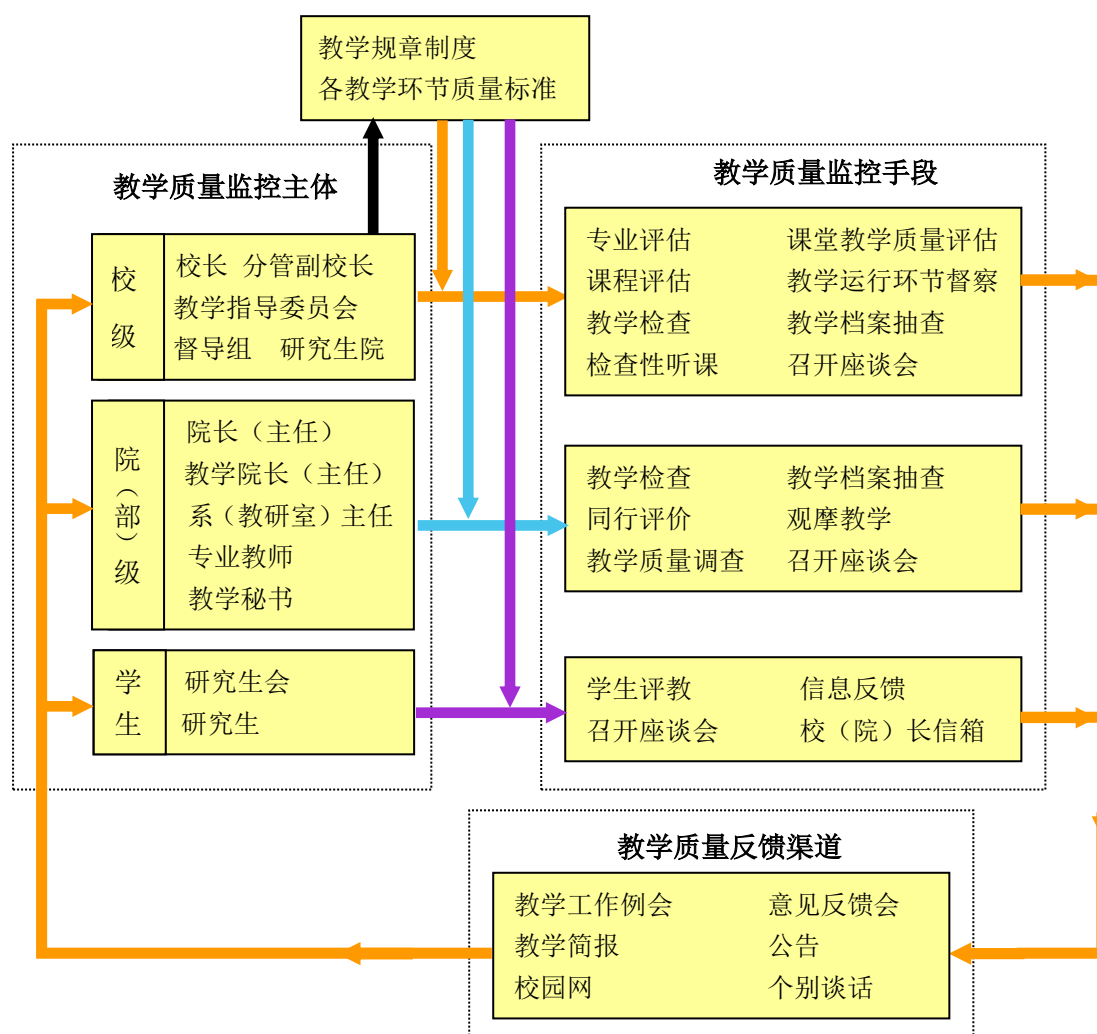 教学规章制度
各教学环节质量标准
教学质量监控主体
校级
校长 分管副校长
教学指导委员会
督导组 研究生院
院（部）级
院长（主任）
教学院长（主任）
系（教研室）主任
专业教师
教学秘书
学生
研究生会
研究生
教学质量监控手段
专业评估 课堂教学质量评估
课程评估 教学运行环节督察
教学检查 教学档案抽查
检查性听课 召开座谈会
教学检查 教学档案抽查
同行评价 观摩教学
教学质量调查 召开座谈会
学生评教 信息反馈
召开座谈会 校（院）长信箱
教学质量反馈渠道
教学工作例会 意见反馈会
教学简报 公告
校园网 个别谈话